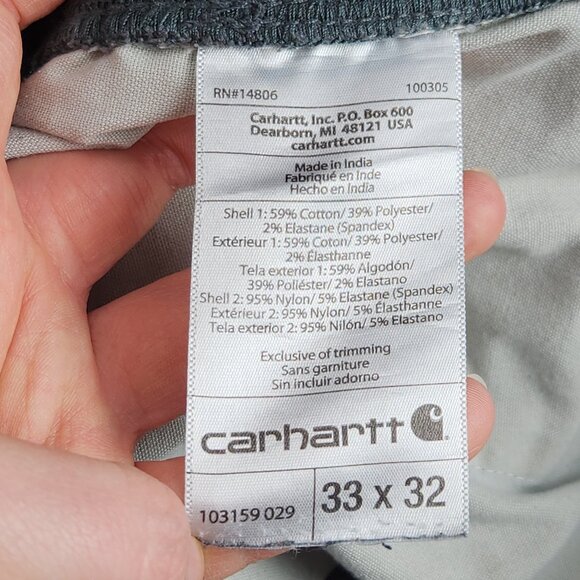 RN#14806 100305
Carhartt, Inc. P.O. Box 600
Dearborn, MI 48121 USA
carhartt.com
Made in India
Fabriqué en Inde
Hecho en India
Shell 1: 59% Cotton/ 39% Polyester/
2% Elastane (Spandex)
Extérieur 1: 59% Coton/ 39% Polyester/
2% Élasthanne
Tela exterior 1: 59% Algodón/
39% Poliéster/ 2% Elastano
Shell 2: 95% Nylon/ 5% Elastane (Spandex)
Extérieur 2: 95% Nylon/ 5% Élasthanne
Tela exterior 2: 95% Nilón/ 5% Elastano
Exclusive of trimming
Sans garniture
Sin incluir adorno
carhartt
103159 029 33 x 32